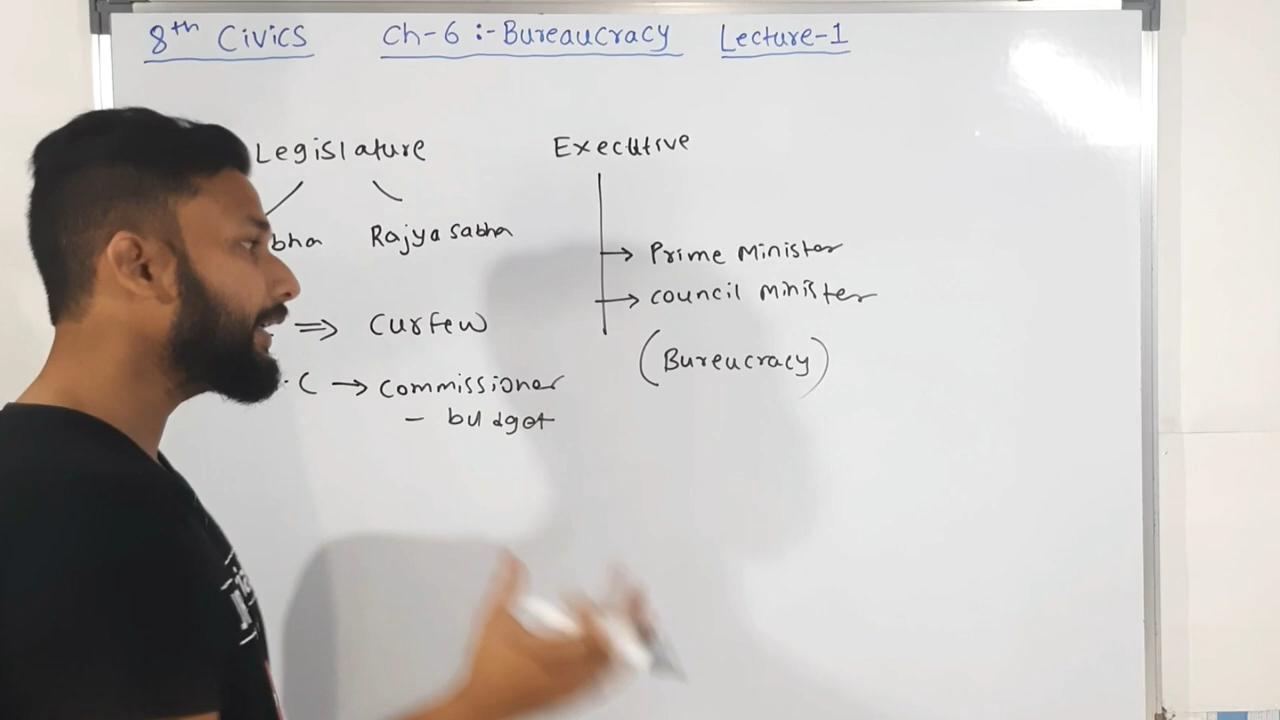 8th Civics Ch-6 :- Bureaucracy Lecture-1
Legislature Executive
bha Rajya Sabha
Prime Minister
council Minister
⇒ Curfew
(Bureucracy)
. C → Commissioner
- budget